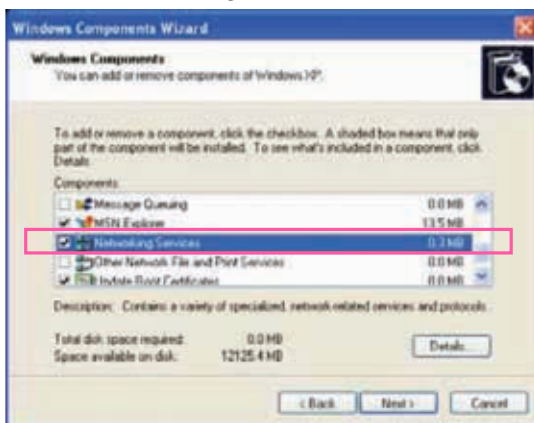 Windows Components Wizard
Windows Components
You can add or remove components of Windows XP.
To add or remove a component, click the checkbox. A shaded box means that only
part of the component will be installed. To see what's included in a component, click
Details.
Components:
Message Queuing 0.0 MB
MSN Explorer 13.5 MB
Networking Services 0.3 MB
Other Network File and Print Services 0.0 MB
Update Root Certificates 0.0 MB
Description: Contains a variety of specialized, network-related services and protocols.
Total disk space required: 0.0 MB
Space available on disk: 12125.4 MB
Details...
< Back Next > Cancel